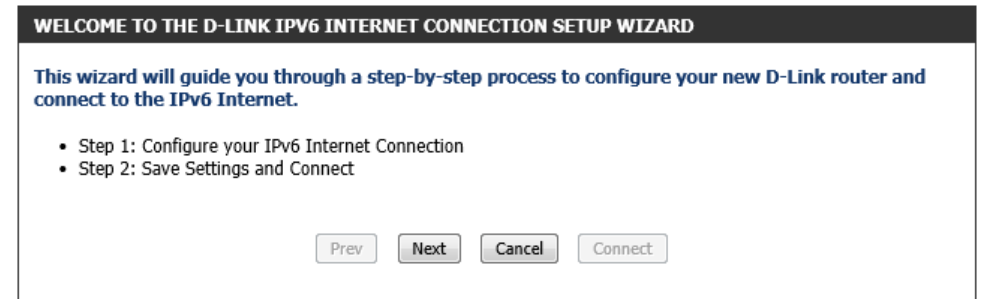 WELCOME TO THE D-LINK IPV6 INTERNET CONNECTION SETUP WIZARD
This wizard will guide you through a step-by-step process to configure your new D-Link router and
connect to the IPv6 Internet.
• Step 1: Configure your IPv6 Internet Connection
• Step 2: Save Settings and Connect
Prev Next Cancel Connect